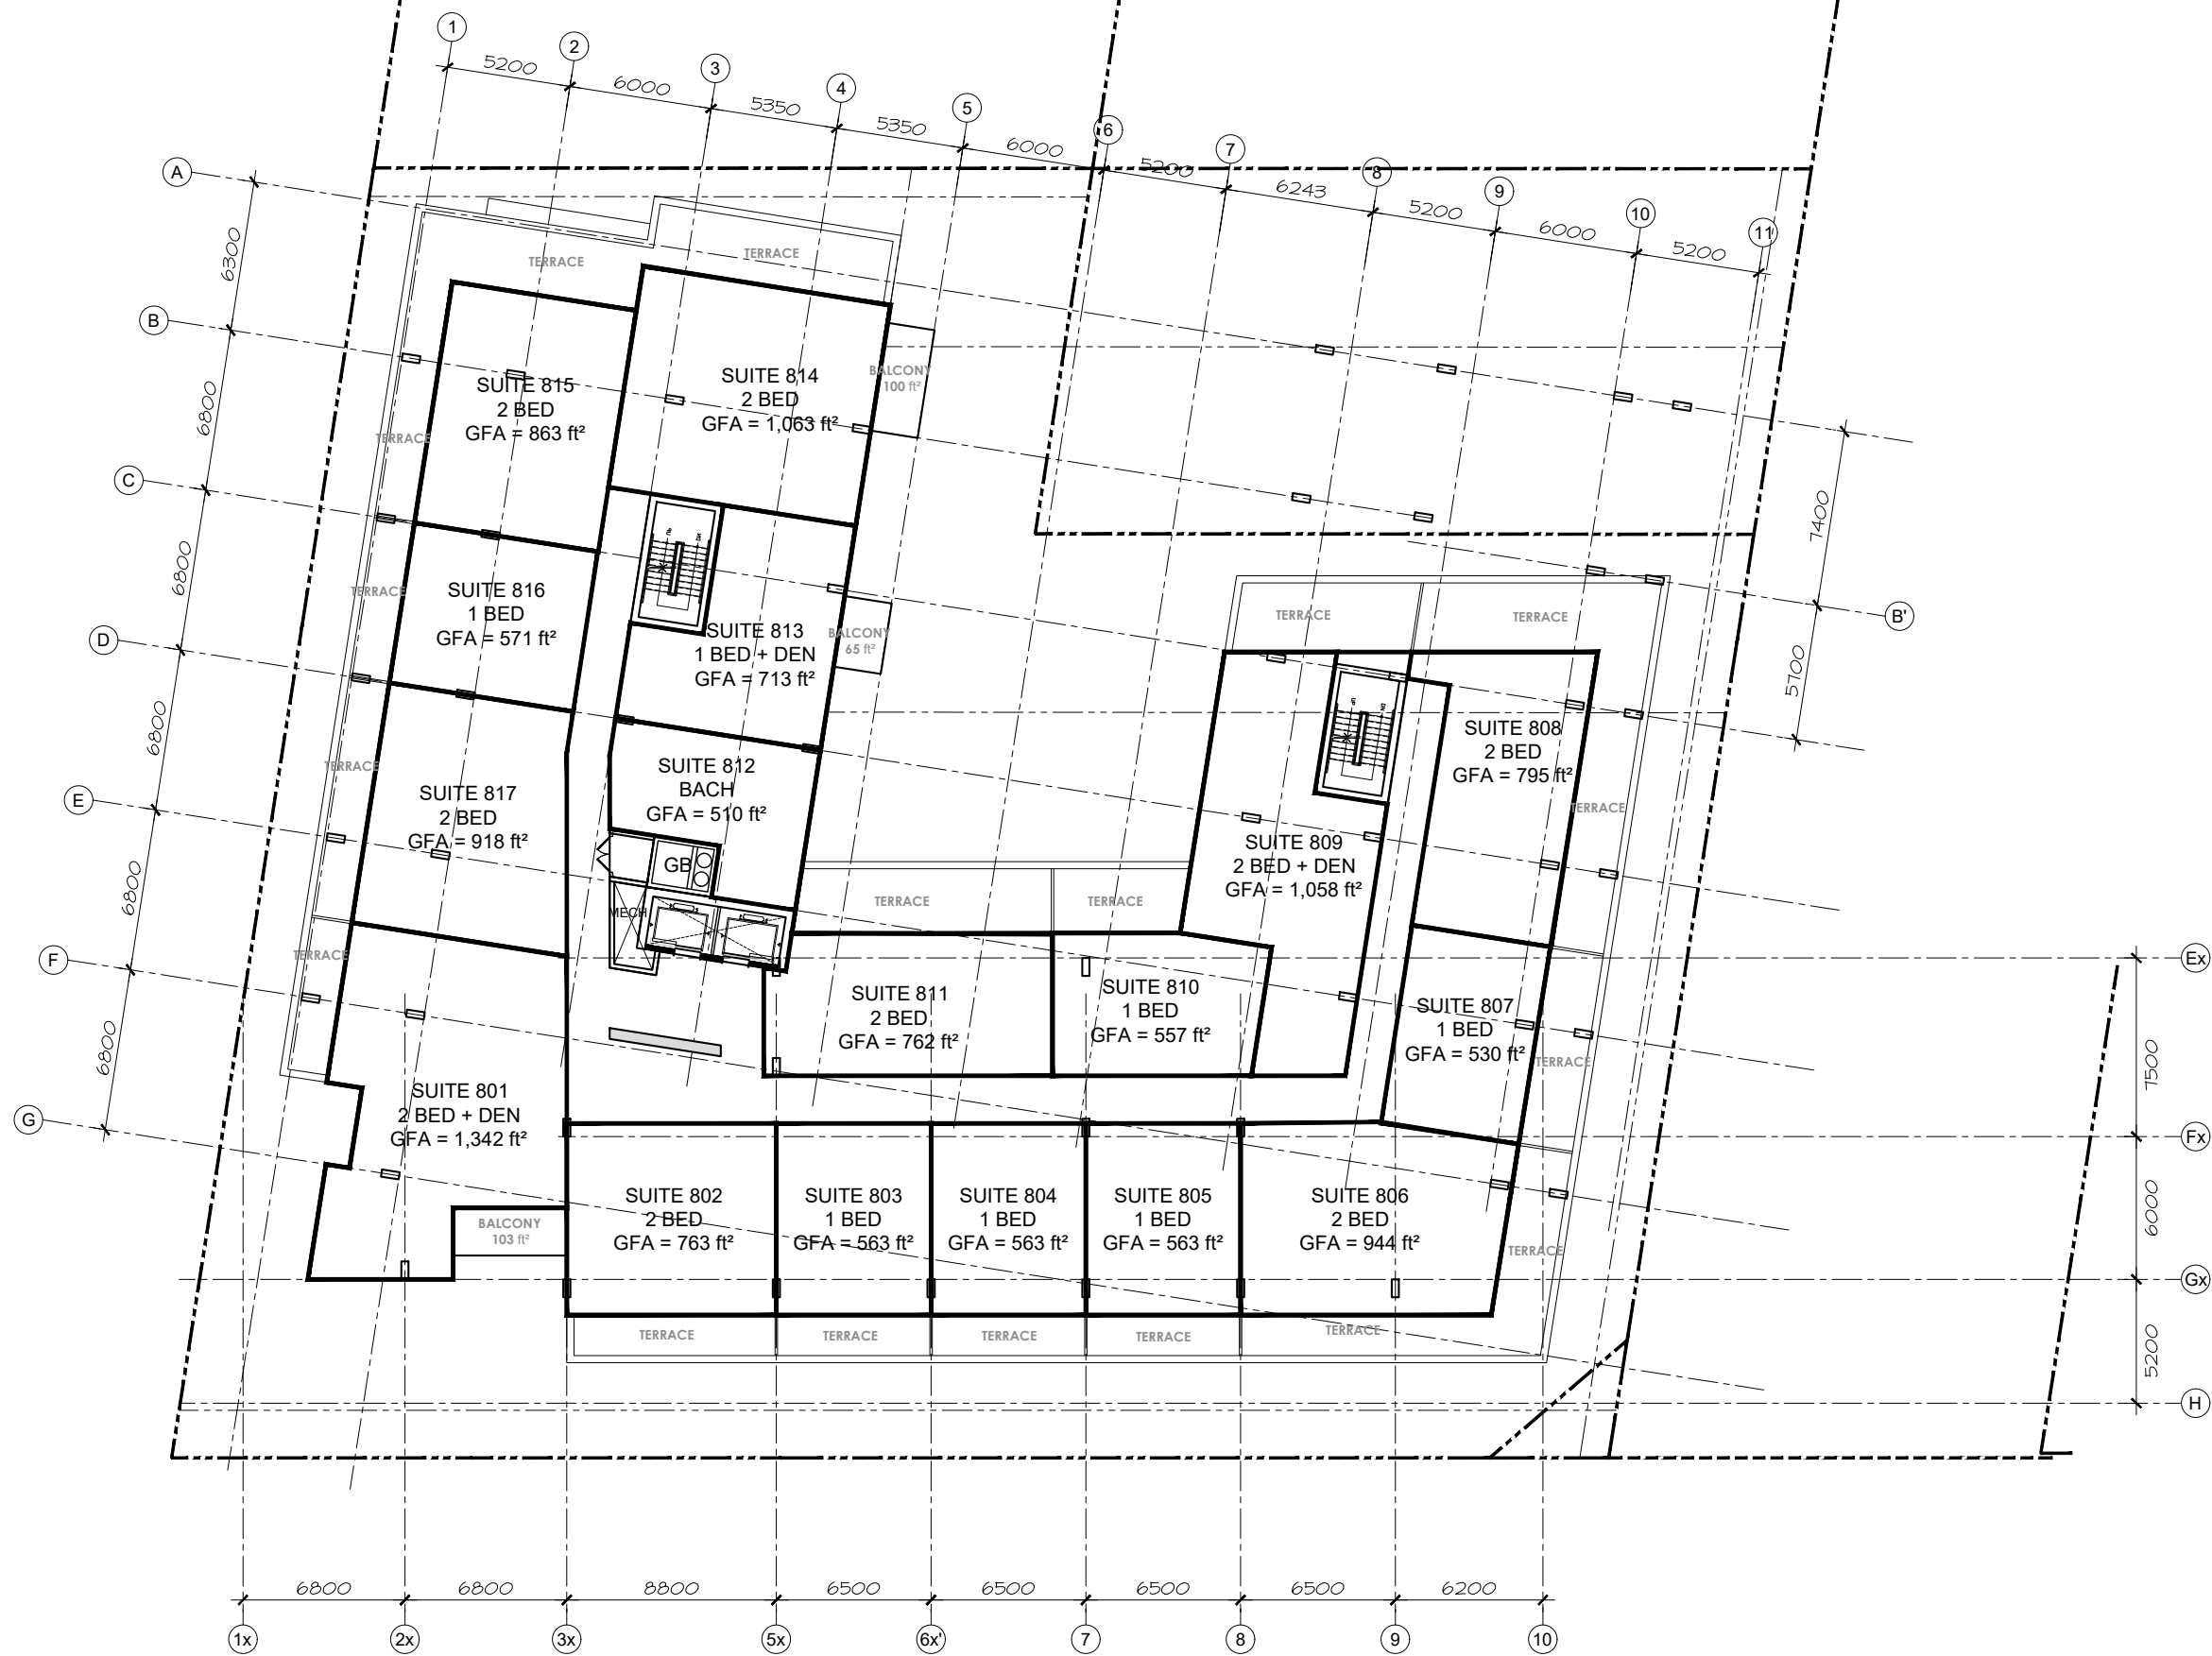 1
2
3
4
5
6
7
8
9
10
11
5200
6000
5350
5350
6000
5200
6243
5200
6000
5200
A
B
C
D
E
F
G
6300
6800
6800
6800
6800
6800
7400
5700
B'
TERRACE
TERRACE
SUITE 815
2 BED
GFA = 863 ft²
SUITE 814
2 BED
GFA = 1,063 ft²
BALCONY
100 ft²
TERRACE
SUITE 816
1 BED
GFA = 571 ft²
TERRACE
SUITE 813
1 BED + DEN
GFA = 713 ft²
BALCONY
65 ft²
TERRACE
SUITE 817
2 BED
GFA = 918 ft²
SUITE 812
BACH
GFA = 510 ft²
GB
MECH
TERRACE
TERRACE
TERRACE
TERRACE
TERRACE
SUITE 808
2 BED
GFA = 795 ft²
TERRACE
SUITE 809
2 BED + DEN
GFA = 1,058 ft²
SUITE 811
2 BED
GFA = 762 ft²
SUITE 810
1 BED
GFA = 557 ft²
SUITE 807
1 BED
GFA = 530 ft²
TERRACE
SUITE 801
2 BED + DEN
GFA = 1,342 ft²
BALCONY
103 ft²
SUITE 802
2 BED
GFA = 763 ft²
SUITE 803
1 BED
GFA = 563 ft²
SUITE 804
1 BED
GFA = 563 ft²
SUITE 805
1 BED
GFA = 563 ft²
SUITE 806
2 BED
GFA = 944 ft²
TERRACE
TERRACE
TERRACE
TERRACE
TERRACE
TERRACE
Ex
Fx
Gx
H
7500
6000
5200
6800
6800
8800
6500
6500
6500
6500
6200
1x
2x
3x
5x
6x'
7
8
9
10